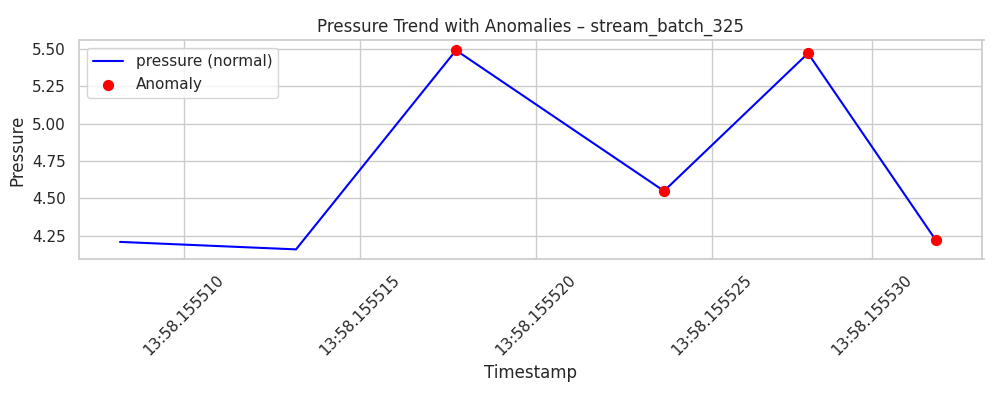 Pressure Trend with Anomalies – stream_batch_325
pressure (normal)
Anomaly
Pressure
5.50
5.25
5.00
4.75
4.50
4.25
13:58.155510
13:58.155515
13:58.155520
13:58.155525
13:58.155530
Timestamp